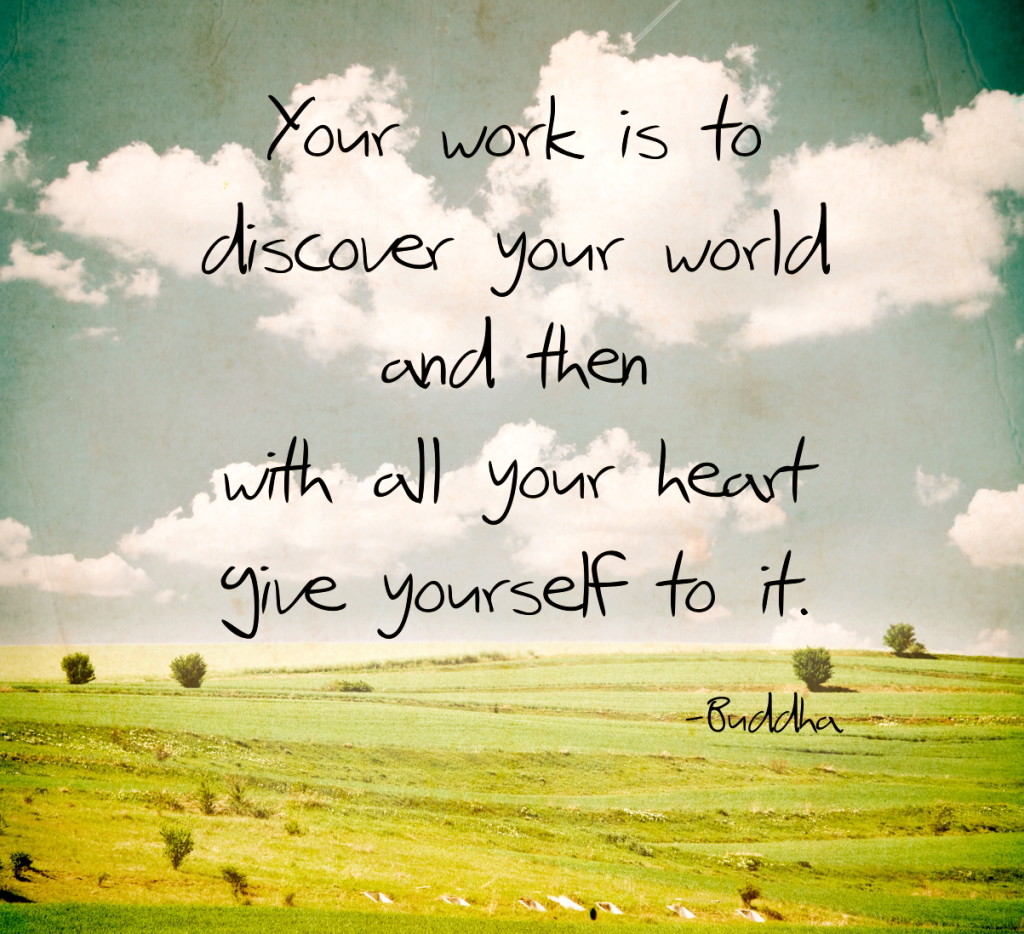 Your work is to
discover your world
and then
with all your heart
give yourself to it.
-Buddha